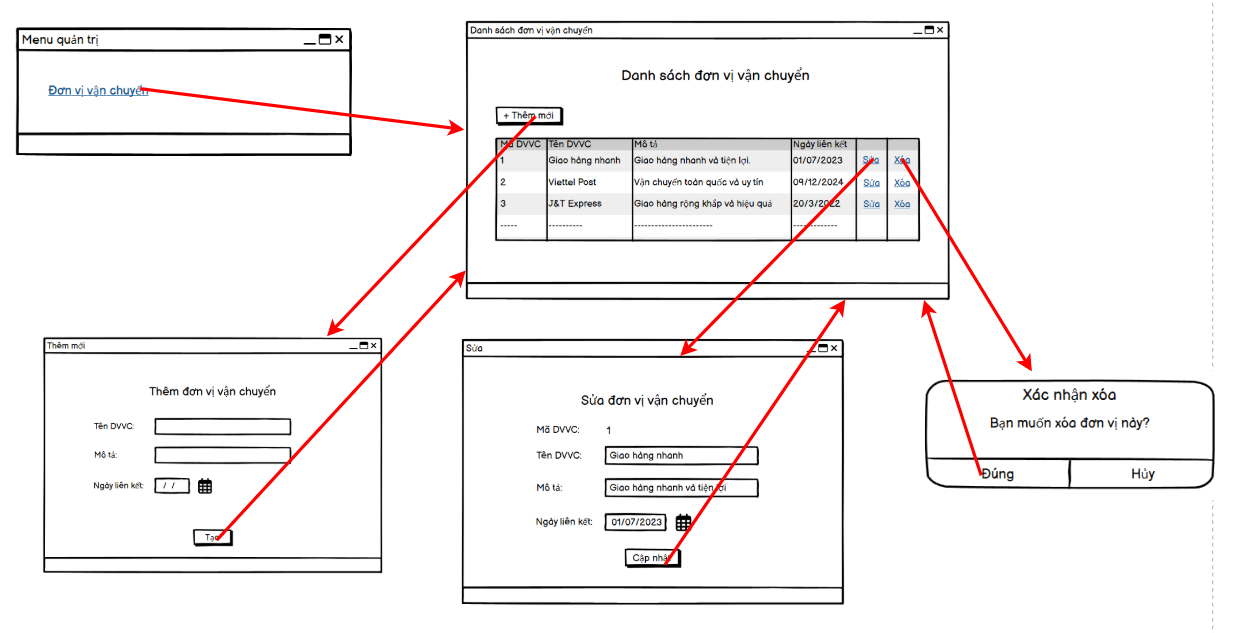 Menu quản trị
Đơn vị vận chuyển
Danh sách đơn vị vận chuyển
Danh sách đơn vị vận chuyển
+ Thêm mới
Mã DVVC Tên DVVC Mô tả Ngày liên kết
1 Giao hàng nhanh Giao hàng nhanh và tiện lợi. 01/07/2023 Sửa Xóa
2 Viettel Post Vận chuyển toàn quốc và uy tín 09/12/2024 Sửa Xóa
3 J&T Express Giao hàng rộng khắp và hiệu quả 20/3/2022 Sửa Xóa
----- ---------- ----------------------- -------------
Thêm mới
Thêm đơn vị vận chuyển
Tên DVVC:
Mô tả:
Ngày liên kết: / /
Tạo
Sửa
Sửa đơn vị vận chuyển
Mã DVVC: 1
Tên DVVC: Giao hàng nhanh
Mô tả: Giao hàng nhanh và tiện lợi
Ngày liên kết: 01/07/2023
Cập nhật
Xác nhận xóa
Bạn muốn xóa đơn vị này?
Đúng Hủy